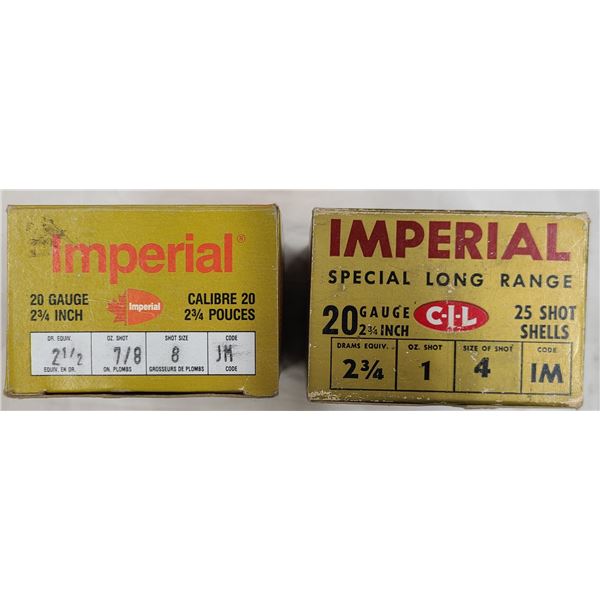 Imperial®
20 GAUGE
2¾ INCH
Imperial
CALIBRE 20
2¾ POUCES
DR. EQUIV. OZ. SHOT SHOT SIZE CODE
2 1/2 7/8 8 JM
EQUIV. EN DR. ON. PLOMBS GROSSEURS DE PLOMBS CODE
IMPERIAL
SPECIAL LONG RANGE
20 GAUGE
2¾ INCH
C-I-L
25 SHOT
SHELLS
DRAMS EQUIV. OZ. SHOT SIZE OF SHOT CODE
2¾ 1 4 IM